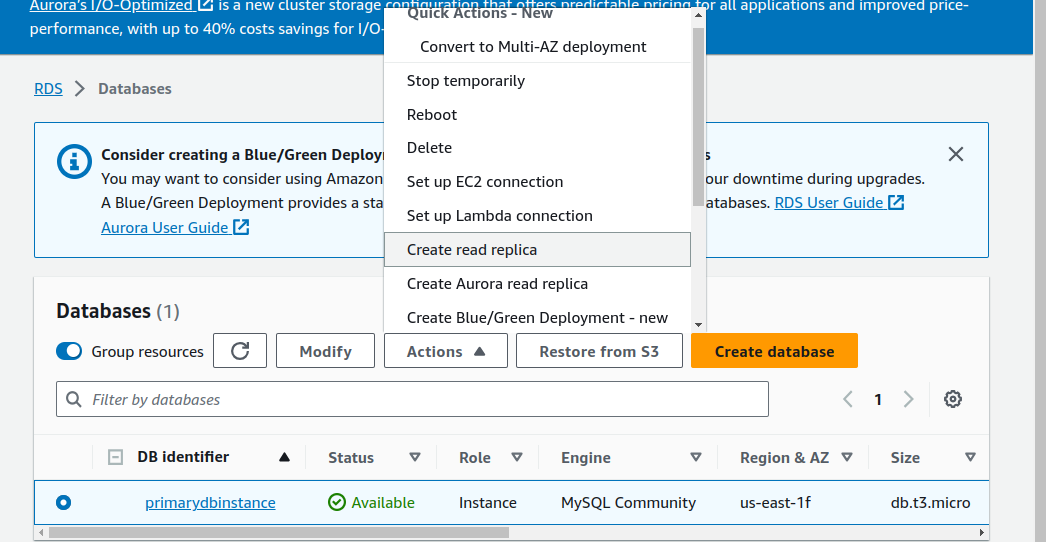 Aurora's I/O-Optimized is a new cluster storage configuration that offers predictable pricing for all applications and improved price-
performance, with up to 40% costs savings for I/O-
Quick Actions - New
Convert to Multi-AZ deployment
Stop temporarily
Reboot
Delete
Set up EC2 connection
Set up Lambda connection
Create read replica
Create Aurora read replica
Create Blue/Green Deployment - new
RDS > Databases
Consider creating a Blue/Green Deploy s
You may want to consider using Amazon our downtime during upgrades.
A Blue/Green Deployment provides a sta atabases. RDS User Guide
Aurora User Guide
Databases (1)
Group resources Modify Actions Restore from S3 Create database
Filter by databases 1
DB identifier Status Role Engine Region & AZ Size
primarydbinstance Available Instance MySQL Community us-east-1f db.t3.micro